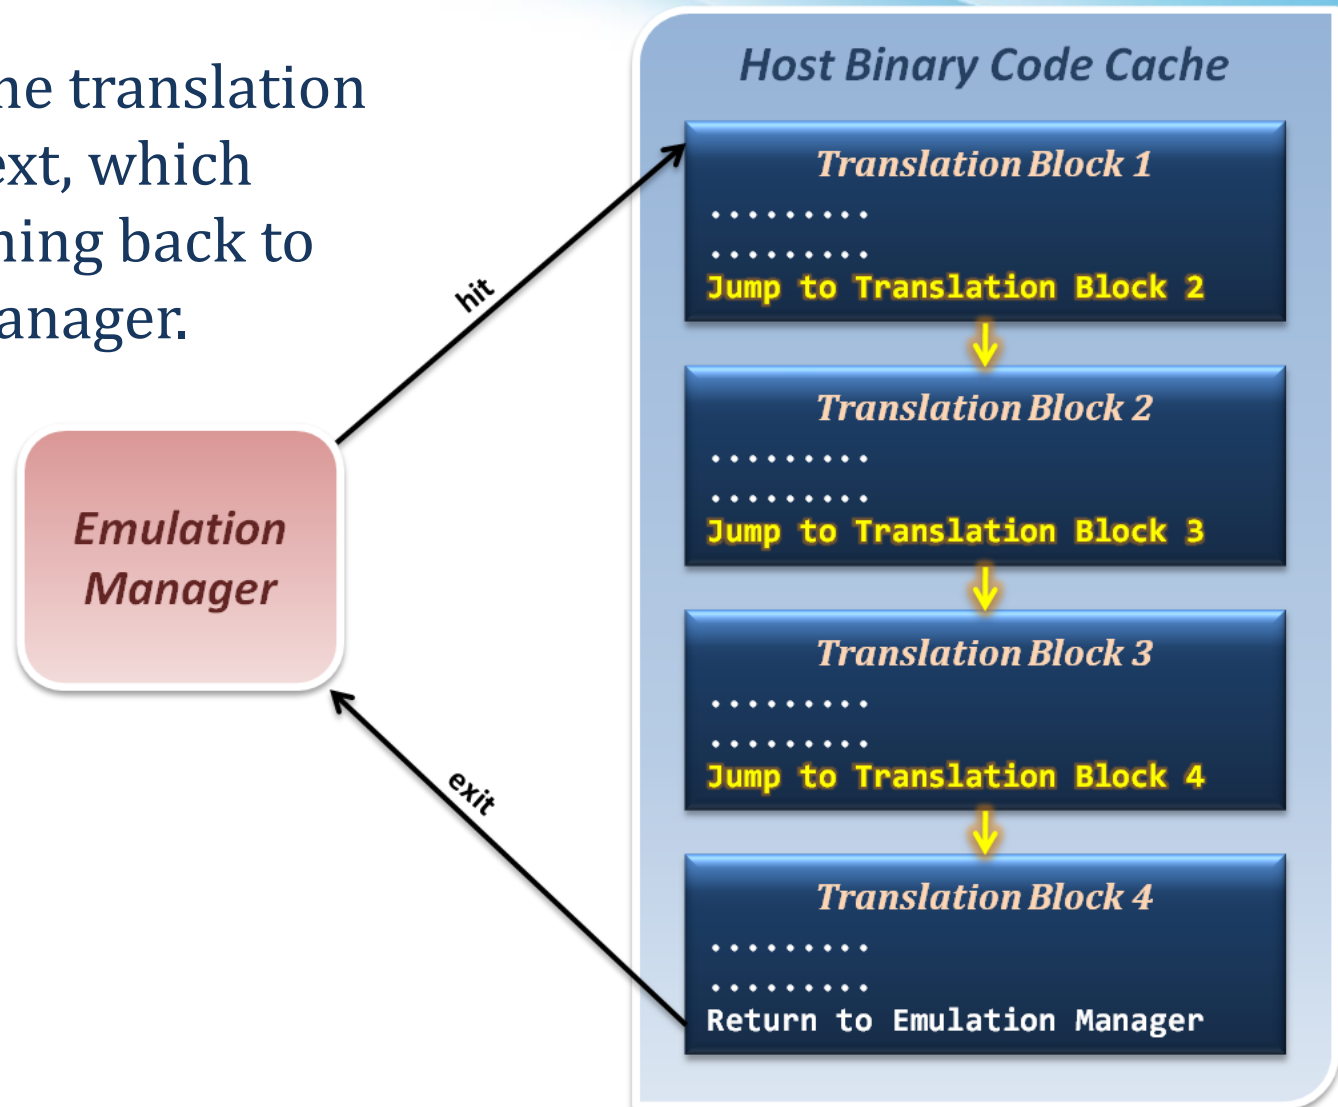 ne translation
ext, which
ning back to
anager.
Host Binary Code Cache
Translation Block 1
.........
.........
Jump to Translation Block 2
Translation Block 2
.........
.........
Jump to Translation Block 3
Translation Block 3
.........
.........
Jump to Translation Block 4
Translation Block 4
.........
.........
Return to Emulation Manager
hit
Emulation
Manager
exit